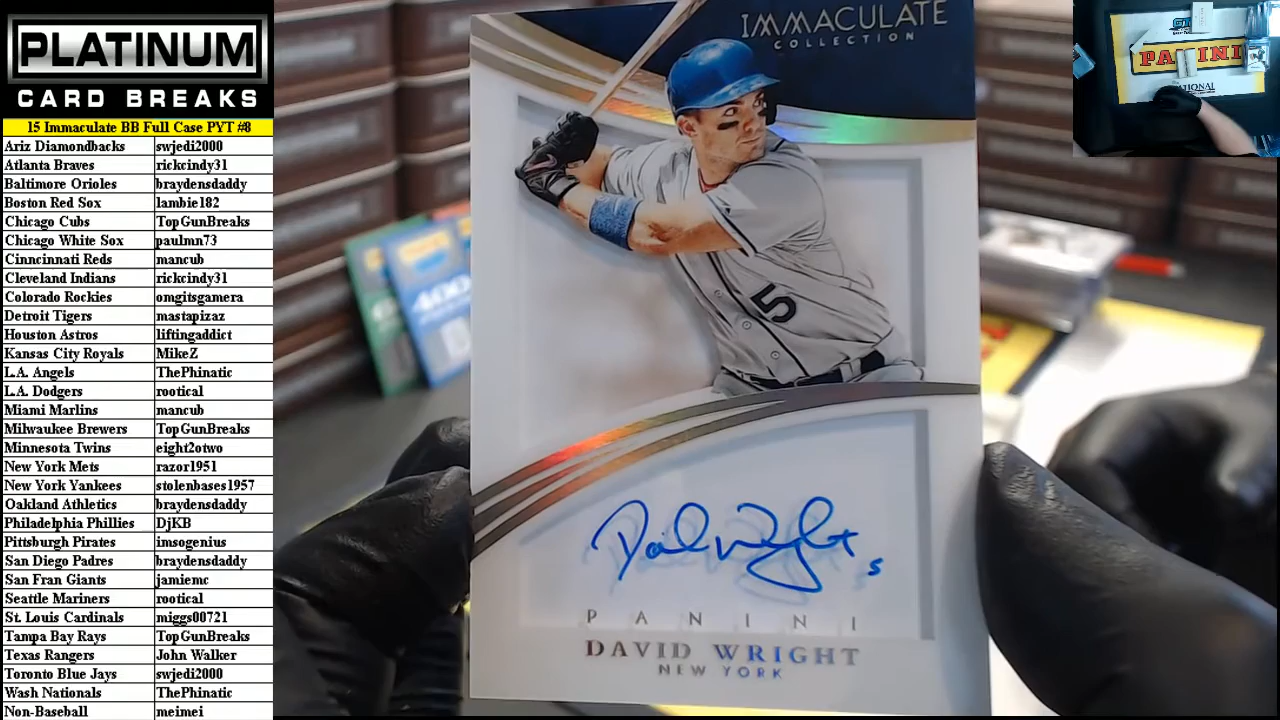 PLATINUM
CARD BREAKS
15 Immaculate BB Full Case PYT #8
Ariz Diamondbacks swjedi2000
Atlanta Braves rickcindy31
Baltimore Orioles braydensdaddy
Boston Red Sox lambie182
Chicago Cubs TopGunBreaks
Chicago White Sox paulmn73
Cinncinnati Reds mancub
Cleveland Indians rickcindy31
Colorado Rockies omgitsgamera
Detroit Tigers mastapizaz
Houston Astros liftingaddict
Kansas City Royals MikeZ
L.A. Angels ThePhinatic
L.A. Dodgers rootical
Miami Marlins mancub
Milwaukee Brewers TopGunBreaks
Minnesota Twins eight2otwo
New York Mets razor1951
New York Yankees stolenbases1957
Oakland Athletics braydensdaddy
Philadelphia Phillies DjKB
Pittsburgh Pirates imsogenius
San Diego Padres braydensdaddy
San Fran Giants jamiemc
Seattle Mariners rootical
St. Louis Cardinals miggs00721
Tampa Bay Rays TopGunBreaks
Texas Rangers John Walker
Toronto Blue Jays swjedi2000
Wash Nationals ThePhinatic
Non-Baseball meimei
IMMACULATE
COLLECTION
5
David Wright 5
PANINI
DAVID WRIGHT
NEW YORK
400
PANINI